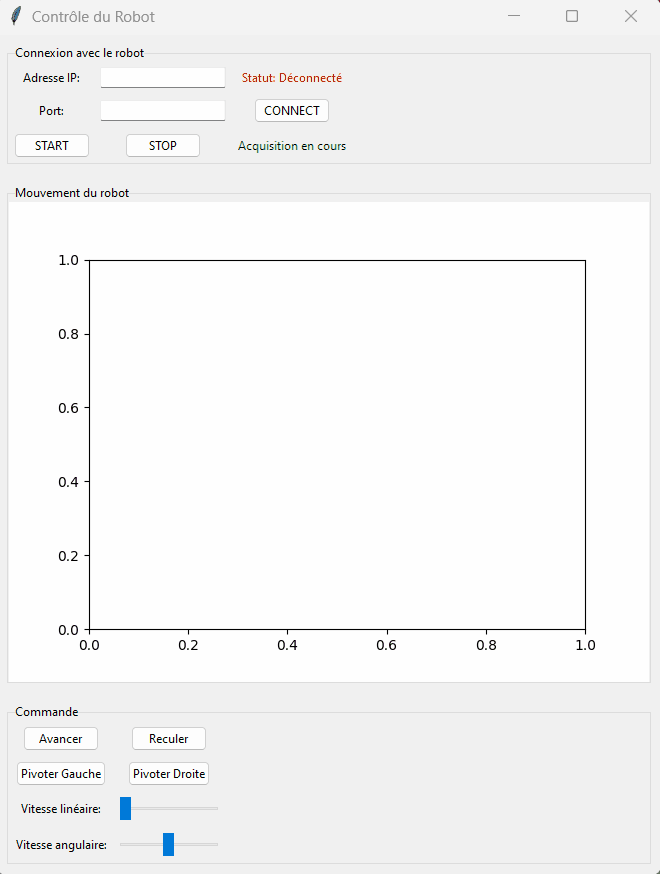 Contrôle du Robot
Connexion avec le robot
Adresse IP: Statut: Déconnecté
Port: CONNECT
START STOP Acquisition en cours
Mouvement du robot
1.0
0.8
0.6
0.4
0.2
0.0
0.0 0.2 0.4 0.6 0.8 1.0
Commande
Avancer Reculer
Pivoter Gauche Pivoter Droite
Vitesse linéaire:
Vitesse angulaire: